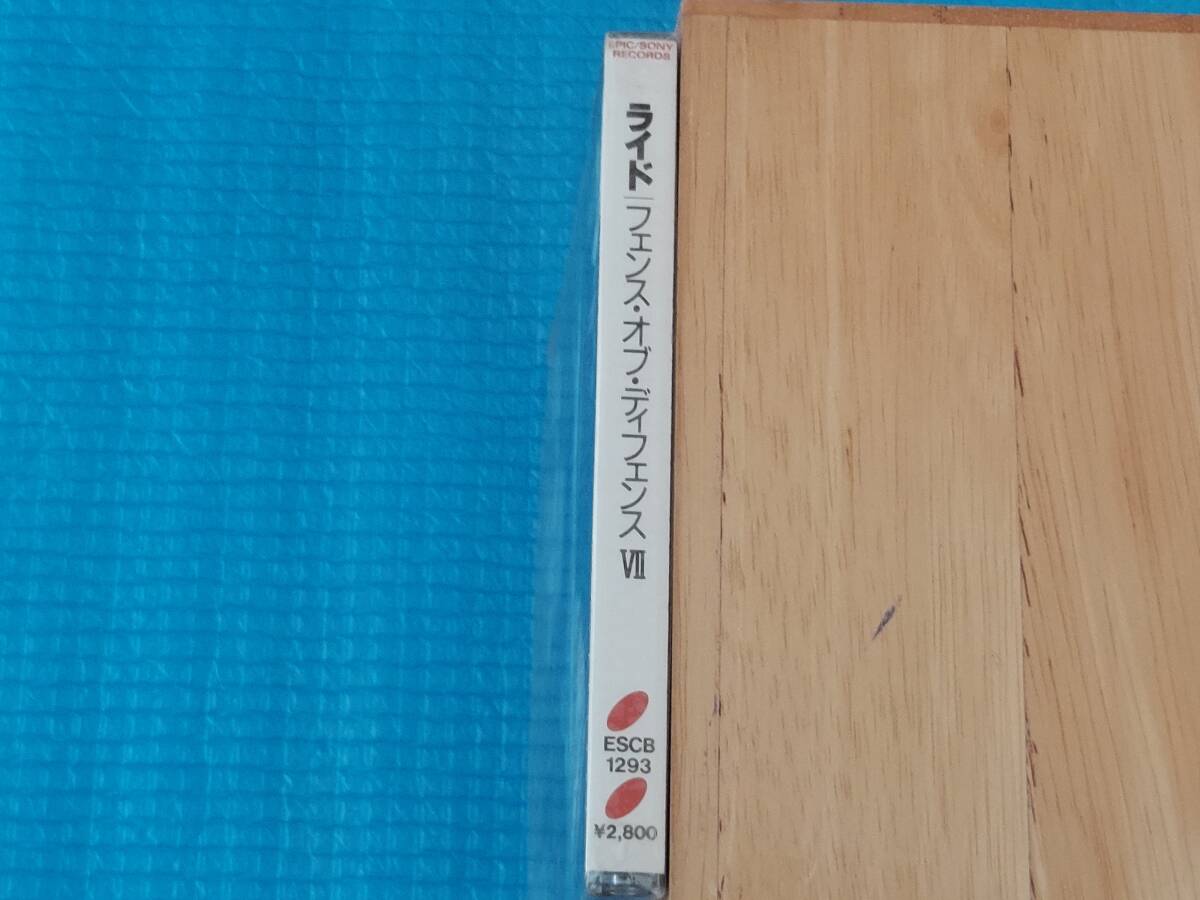 EPIC/SONY
RECORDS
ライド
フェンス・オブ・ディフェンス Ⅶ
ESCB
1293
¥2,800